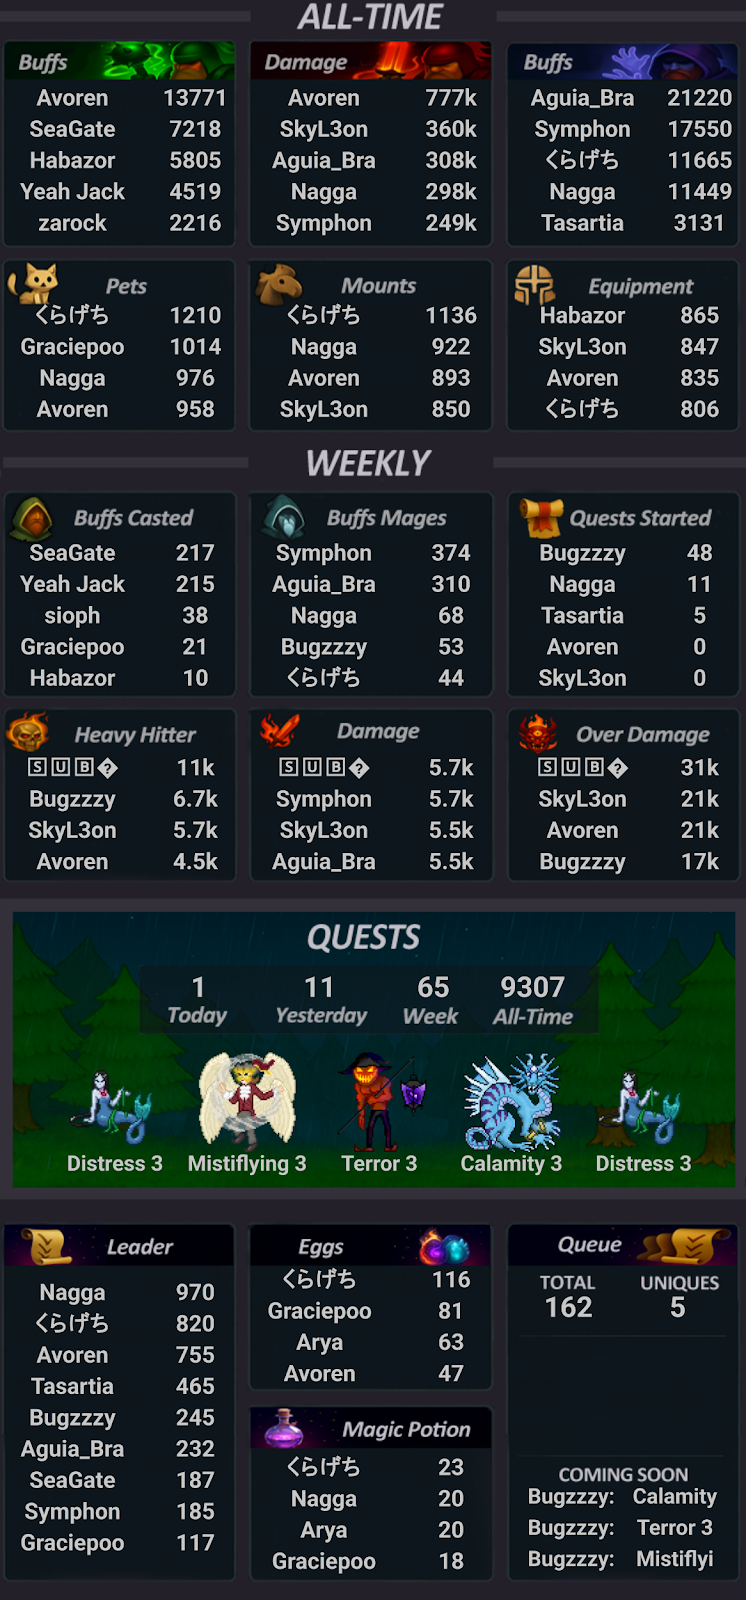 ALL-TIME
Buffs
Avoren 13771
SeaGate 7218
Habazor 5805
Yeah Jack 4519
zarock 2216
Damage
Avoren 777k
SkyL3on 360k
Aguia_Bra 308k
Nagga 298k
Symphon 249k
Buffs
Aguia_Bra 21220
Symphon 17550
くらげち 11665
Nagga 11449
Tasartia 3131
Pets
くらげち 1210
Graciepoo 1014
Nagga 976
Avoren 958
Mounts
くらげち 1136
Nagga 922
Avoren 893
SkyL3on 850
Equipment
Habazor 865
SkyL3on 847
Avoren 835
くらげち 806
WEEKLY
Buffs Casted
SeaGate 217
Yeah Jack 215
sioph 38
Graciepoo 21
Habazor 10
Buffs Mages
Symphon 374
Aguia_Bra 310
Nagga 68
Bugzzzy 53
くらげち 44
Quests Started
Bugzzzy 48
Nagga 11
Tasartia 5
Avoren 0
SkyL3on 0
Heavy Hitter
🅂🅄🄱� 11k
Bugzzzy 6.7k
SkyL3on 5.7k
Avoren 4.5k
Damage
🅂🅄🄱� 5.7k
Symphon 5.7k
SkyL3on 5.5k
Aguia_Bra 5.5k
Over Damage
🅂🅄🄱� 31k
SkyL3on 21k
Avoren 21k
Bugzzzy 17k
QUESTS
1 11 65 9307
Today Yesterday Week All-Time
Distress 3 Mistiflying 3 Terror 3 Calamity 3 Distress 3
Leader
Nagga 970
くらげち 820
Avoren 755
Tasartia 465
Bugzzzy 245
Aguia_Bra 232
SeaGate 187
Symphon 185
Graciepoo 117
Eggs
くらげち 116
Graciepoo 81
Arya 63
Avoren 47
Magic Potion
くらげち 23
Nagga 20
Arya 20
Graciepoo 18
Queue
TOTAL UNIQUES
162 5
COMING SOON
Bugzzzy: Calamity
Bugzzzy: Terror 3
Bugzzzy: Mistiflyi